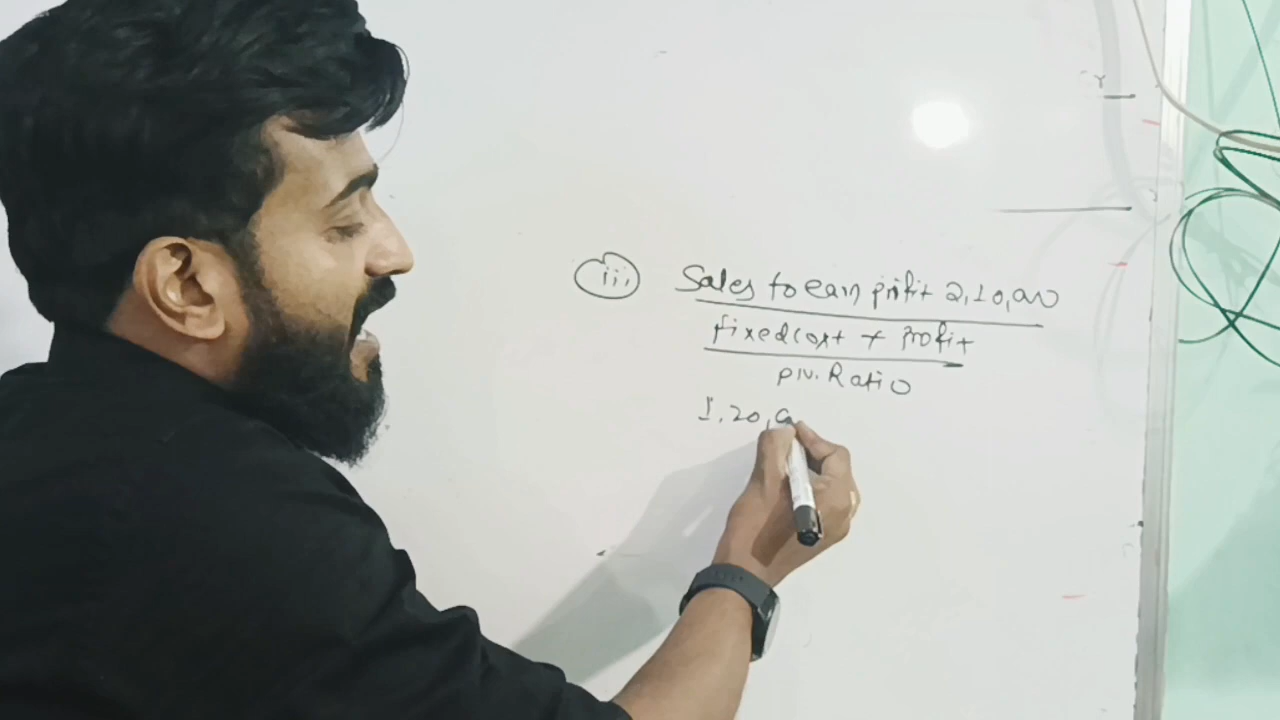 (iii) Sales to earn profit 2,10,000
fixed cost + Profit
P/V. Ratio
1,20,0